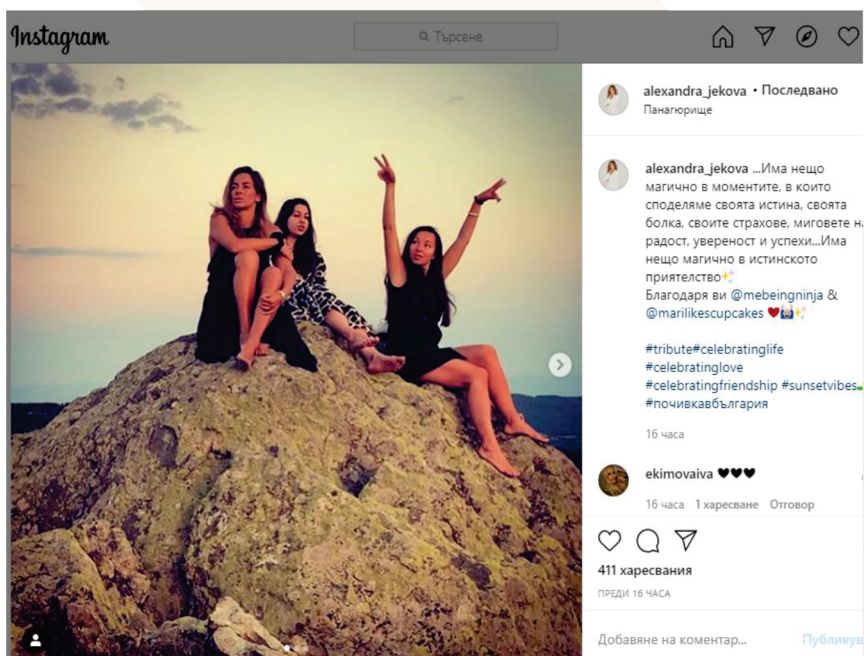 Instagram
Търсене
alexandra_jekova • Последвано
Панагюрище
alexandra_jekova ...Има нещо
магично в моментите, в които
споделяме своята истина, своята
болка, своите страхове, миговете на
радост, увереност и успехи...Има
нещо магично в истинското
приятелство✨
Благодаря ви @mebeingninja &
@marilikescupcakes ❤️🙌✨
#tribute#celebratinglife
#celebratinglove
#celebratingfriendship #sunsetvibes
#почивкавбългария
16 часа
ekimovaiva 🖤🖤🖤
16 часа 1 харесване Отговор
411 харесвания
ПРЕДИ 16 ЧАСА
Добавяне на коментар... Публикув